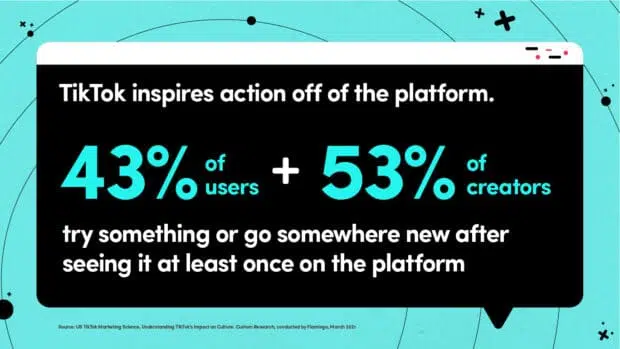 TikTok inspires action off of the platform.
43% of users + 53% of creators
try something or go somewhere new after
seeing it at least once on the platform
Source: US TikTok Marketing Science, Understanding TikTok's Impact on Culture. Custom Research, conducted by Flamingo, March 2021